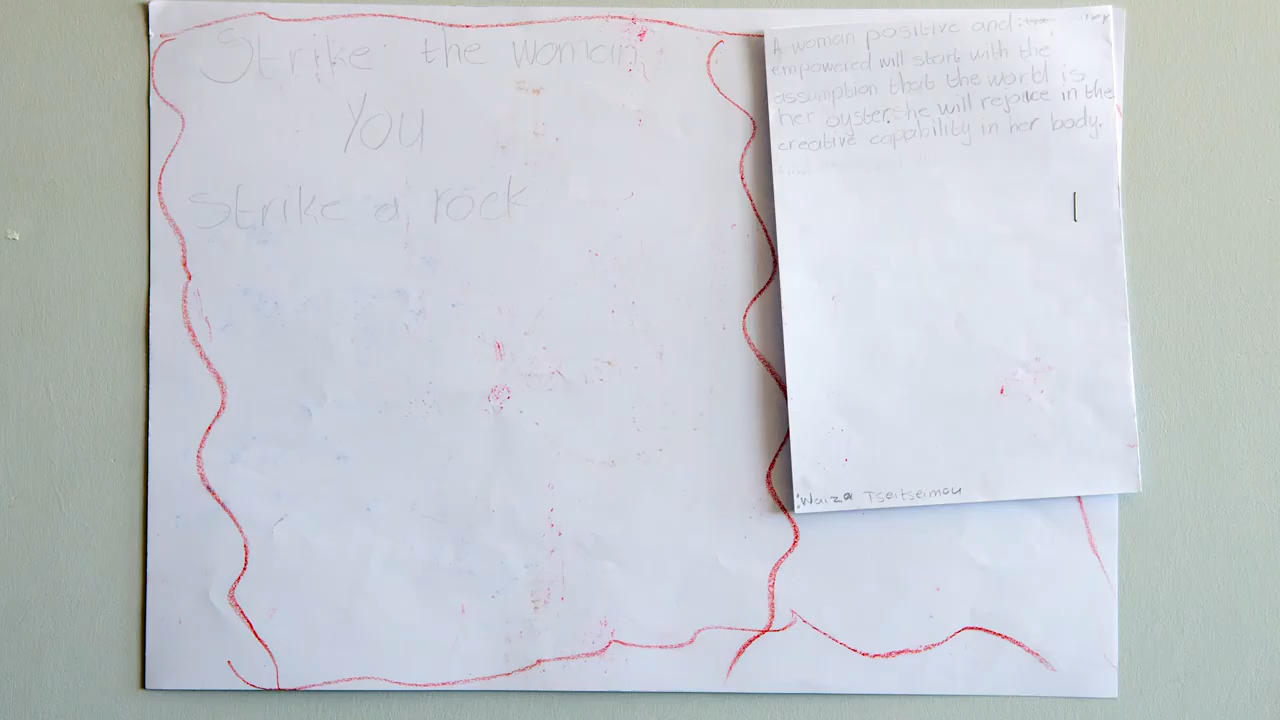 Strike the woman
You
Strike a rock
A woman positive and
empowered will start with the
assumption that the world is
her oyster.she will rejoice in the
creative capability in her body.
Waiza Tseitseimou